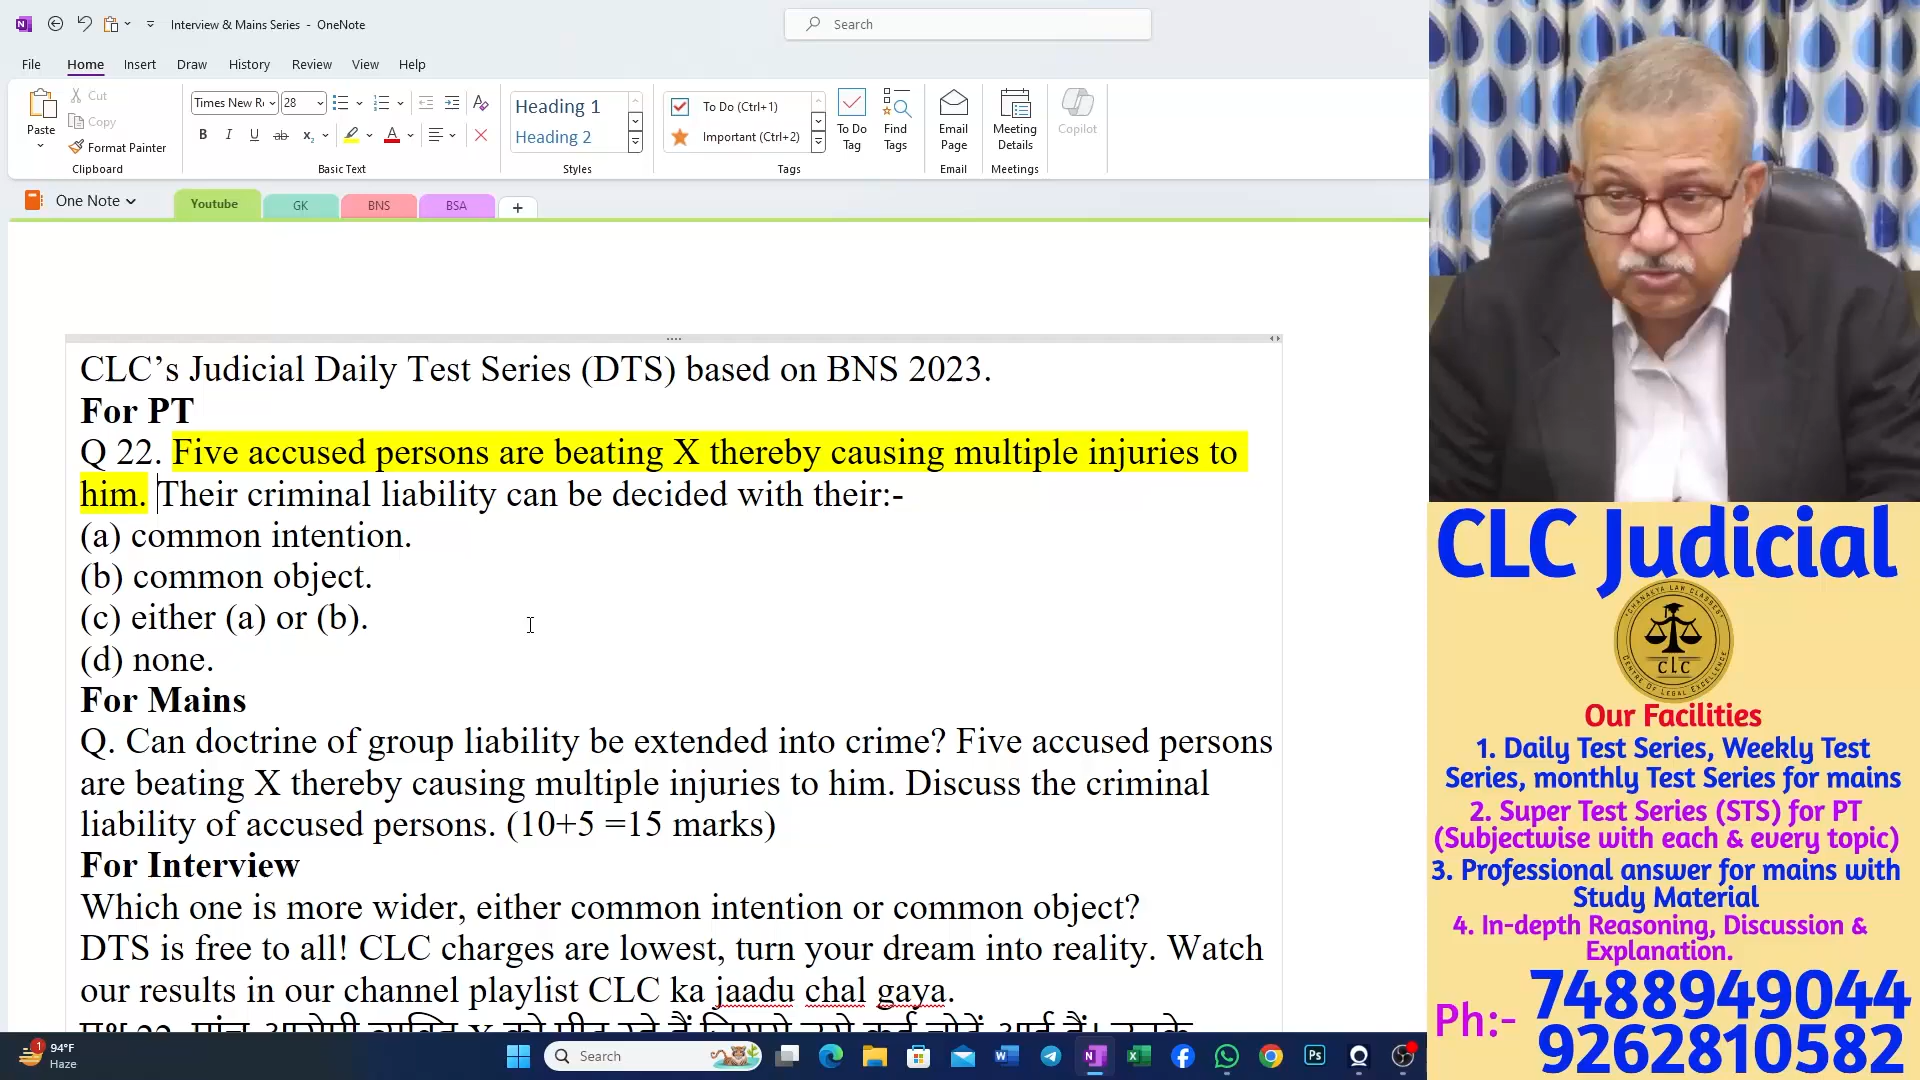 Interview & Mains Series - OneNote
Search
File Home Insert Draw History Review View Help
Paste
Cut
Copy
Format Painter
Clipboard
Times New R
28
B I U ab x
A
Basic Text
Heading 1
Heading 2
Styles
To Do (Ctrl+1)
Important (Ctrl+2)
Tags
To Do Tag
Find Tags
Email Page
Email
Meeting Details
Meetings
Copilot
One Note
Youtube GK BNS BSA +
CLC’s Judicial Daily Test Series (DTS) based on BNS 2023.
For PT
Q 22. Five accused persons are beating X thereby causing multiple injuries to
him. Their criminal liability can be decided with their:-
(a) common intention.
(b) common object.
(c) either (a) or (b).
(d) none.
For Mains
Q. Can doctrine of group liability be extended into crime? Five accused persons
are beating X thereby causing multiple injuries to him. Discuss the criminal
liability of accused persons. (10+5 =15 marks)
For Interview
Which one is more wider, either common intention or common object?
DTS is free to all! CLC charges are lowest, turn your dream into reality. Watch
our results in our channel playlist CLC ka jaadu chal gaya.
CLC Judicial
CHANAKYA LAW CLASSES
CLC
CENTRE OF LEGAL EXCELLENCE
Our Facilities
1. Daily Test Series, Weekly Test
Series, monthly Test Series for mains
2. Super Test Series (STS) for PT
(Subjectwise with each & every topic)
3. Professional answer for mains with
Study Material
4. In-depth Reasoning, Discussion &
Explanation.
Ph:- 7488949044
9262810582
1
94°F
Haze
Search